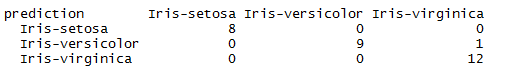 prediction Iris-setosa Iris-versicolor Iris-virginica
Iris-setosa 8 0 0
Iris-versicolor 0 9 1
Iris-virginica 0 0 12